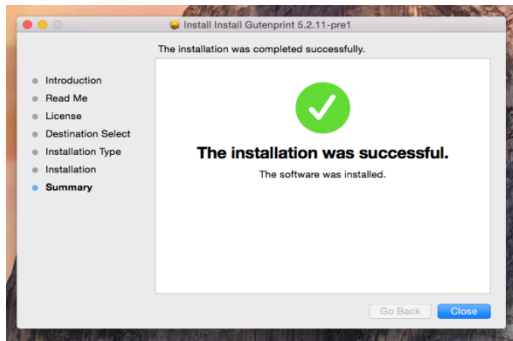 Install Install Gutenprint 5.2.11-pre1
The installation was completed successfully.
Introduction
Read Me
License
Destination Select
Installation Type
Installation
Summary
The installation was successful.
The software was installed.
Go Back
Close